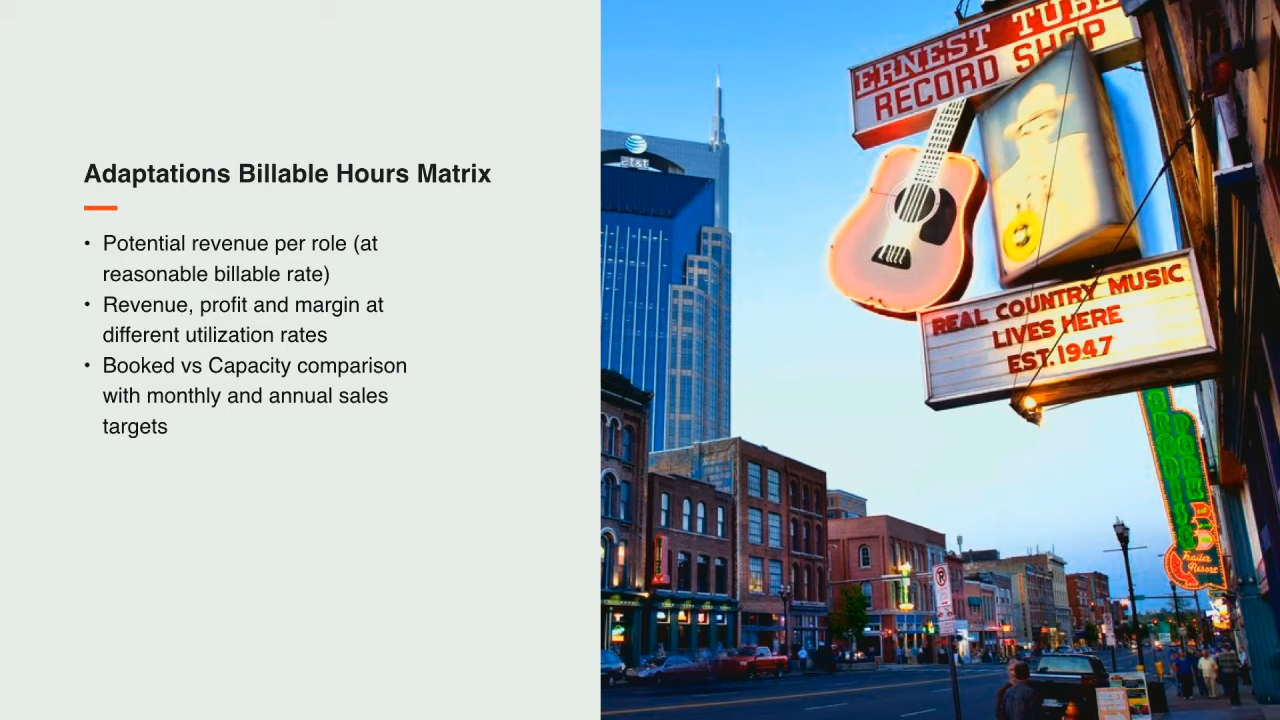 Adaptations Billable Hours Matrix
• Potential revenue per role (at
reasonable billable rate)
• Revenue, profit and margin at
different utilization rates
• Booked vs Capacity comparison
with monthly and annual sales
targets
at&t
ERNEST TUBB
RECORD SHOP
REAL COUNTRY MUSIC
LIVES HERE
EST. 1947
Trailer
Resort